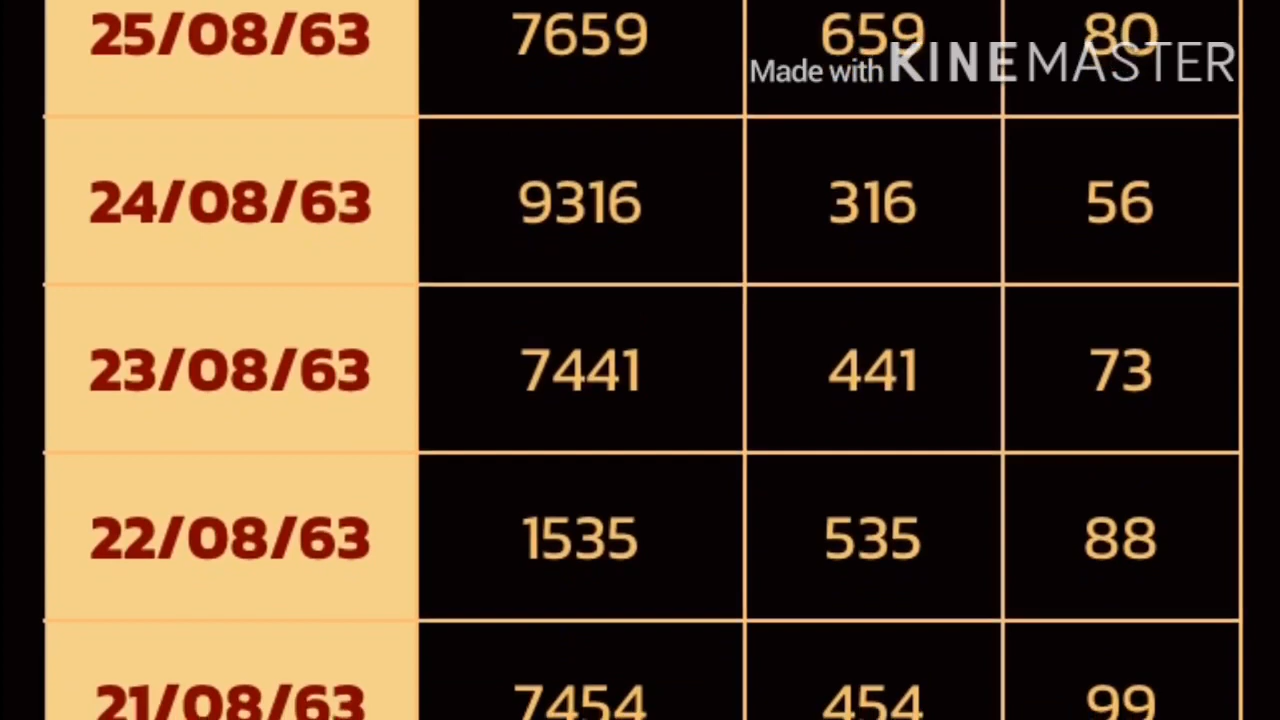 25/08/63 7659 659 80
Made with KINEMASTER
24/08/63 9316 316 56
23/08/63 7441 441 73
22/08/63 1535 535 88
21/08/63 7454 454 99